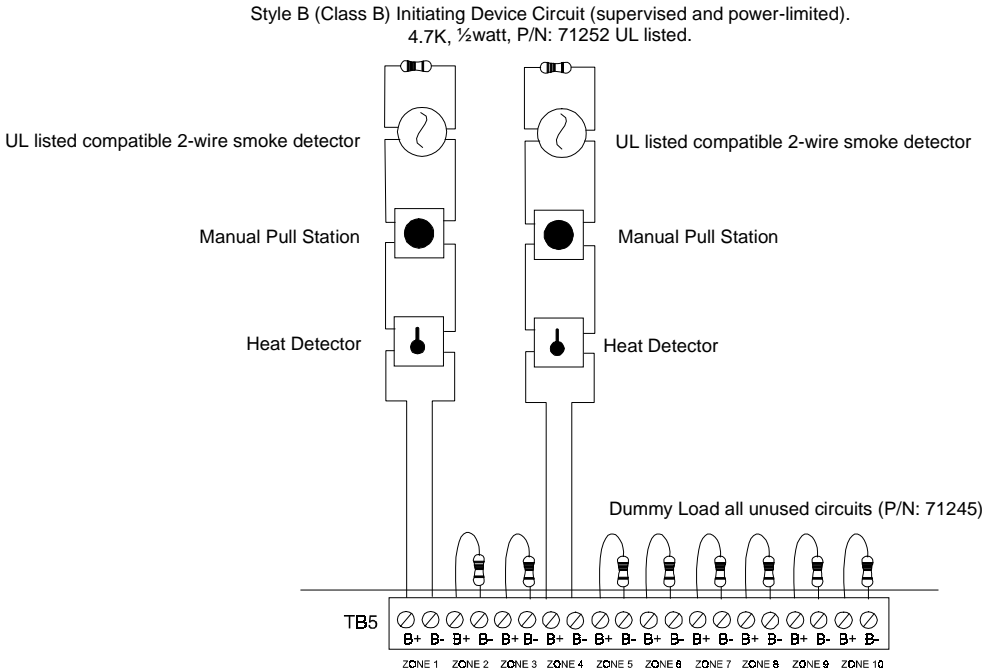 Style B (Class B) Initiating Device Circuit (supervised and power-limited).
4.7K, ½watt, P/N: 71252 UL listed.
UL listed compatible 2-wire smoke detector
UL listed compatible 2-wire smoke detector
Manual Pull Station
Manual Pull Station
Heat Detector
Heat Detector
Dummy Load all unused circuits (P/N: 71245)
TB5
B+ B- B+ B- B+ B- B+ B- B+ B- B+ B- B+ B- B+ B- B+ B- B+ B-
ZONE 1 ZONE 2 ZONE 3 ZONE 4 ZONE 5 ZONE 6 ZONE 7 ZONE 8 ZONE 9 ZONE 10